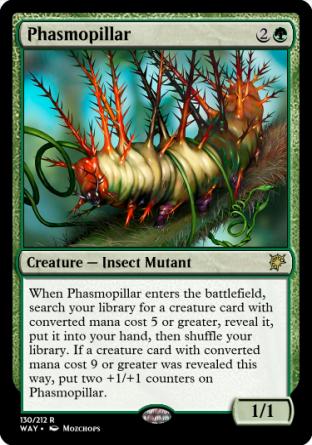 Phasmopillar 2
Creature — Insect Mutant
When Phasmopillar enters the battlefield,
search your library for a creature card with
converted mana cost 5 or greater, reveal it,
put it into your hand, then shuffle your
library. If a creature card with converted
mana cost 9 or greater was revealed this
way, put two +1/+1 counters on
Phasmopillar.
1/1
130/212 R
WAY • Mozchops